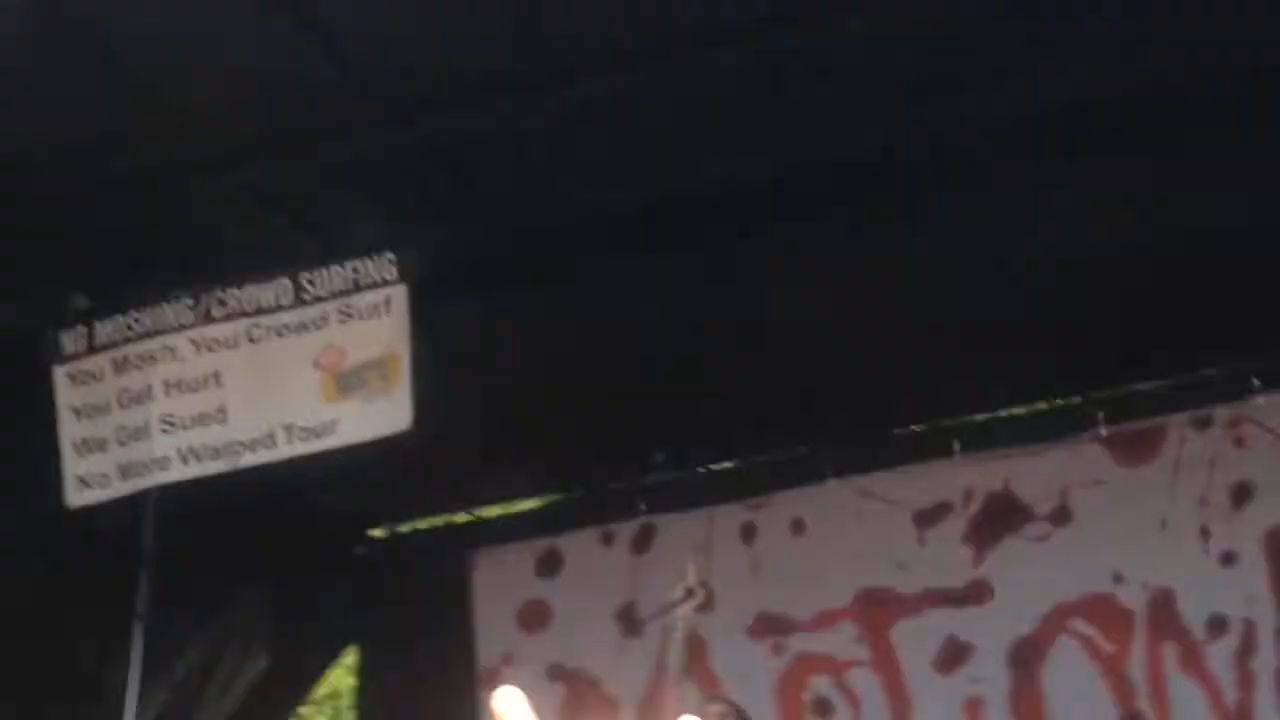 NO MOSHING/CROWD SURFING
You Mosh, You Crowd Surf
You Get Hurt
We Get Sued
No More Warped Tour